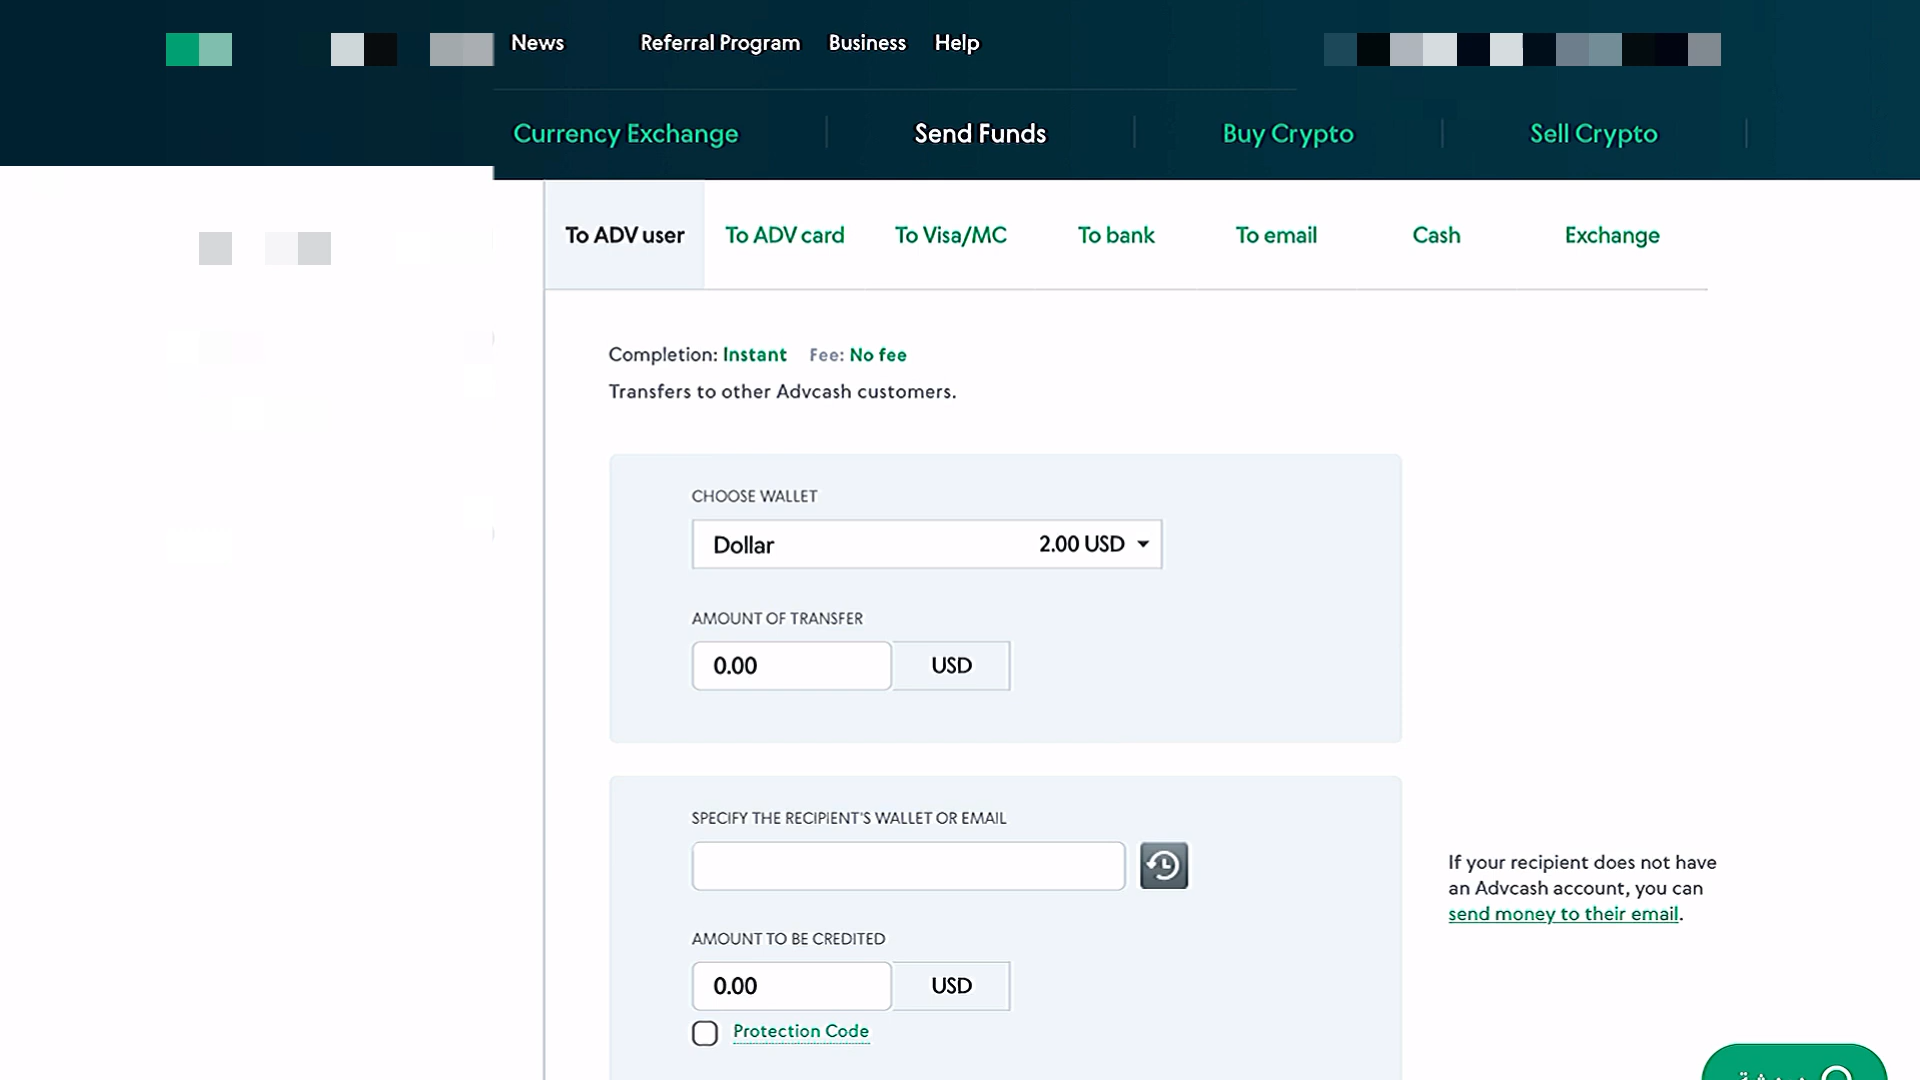 News Referral Program Business Help
Currency Exchange Send Funds Buy Crypto Sell Crypto
To ADV user To ADV card To Visa/MC To bank To email Cash Exchange
Completion: Instant Fee: No fee
Transfers to other Advcash customers.
CHOOSE WALLET
Dollar 2.00 USD
AMOUNT OF TRANSFER
0.00 USD
SPECIFY THE RECIPIENT'S WALLET OR EMAIL
If your recipient does not have
an Advcash account, you can
send money to their email.
AMOUNT TO BE CREDITED
0.00 USD
Protection Code